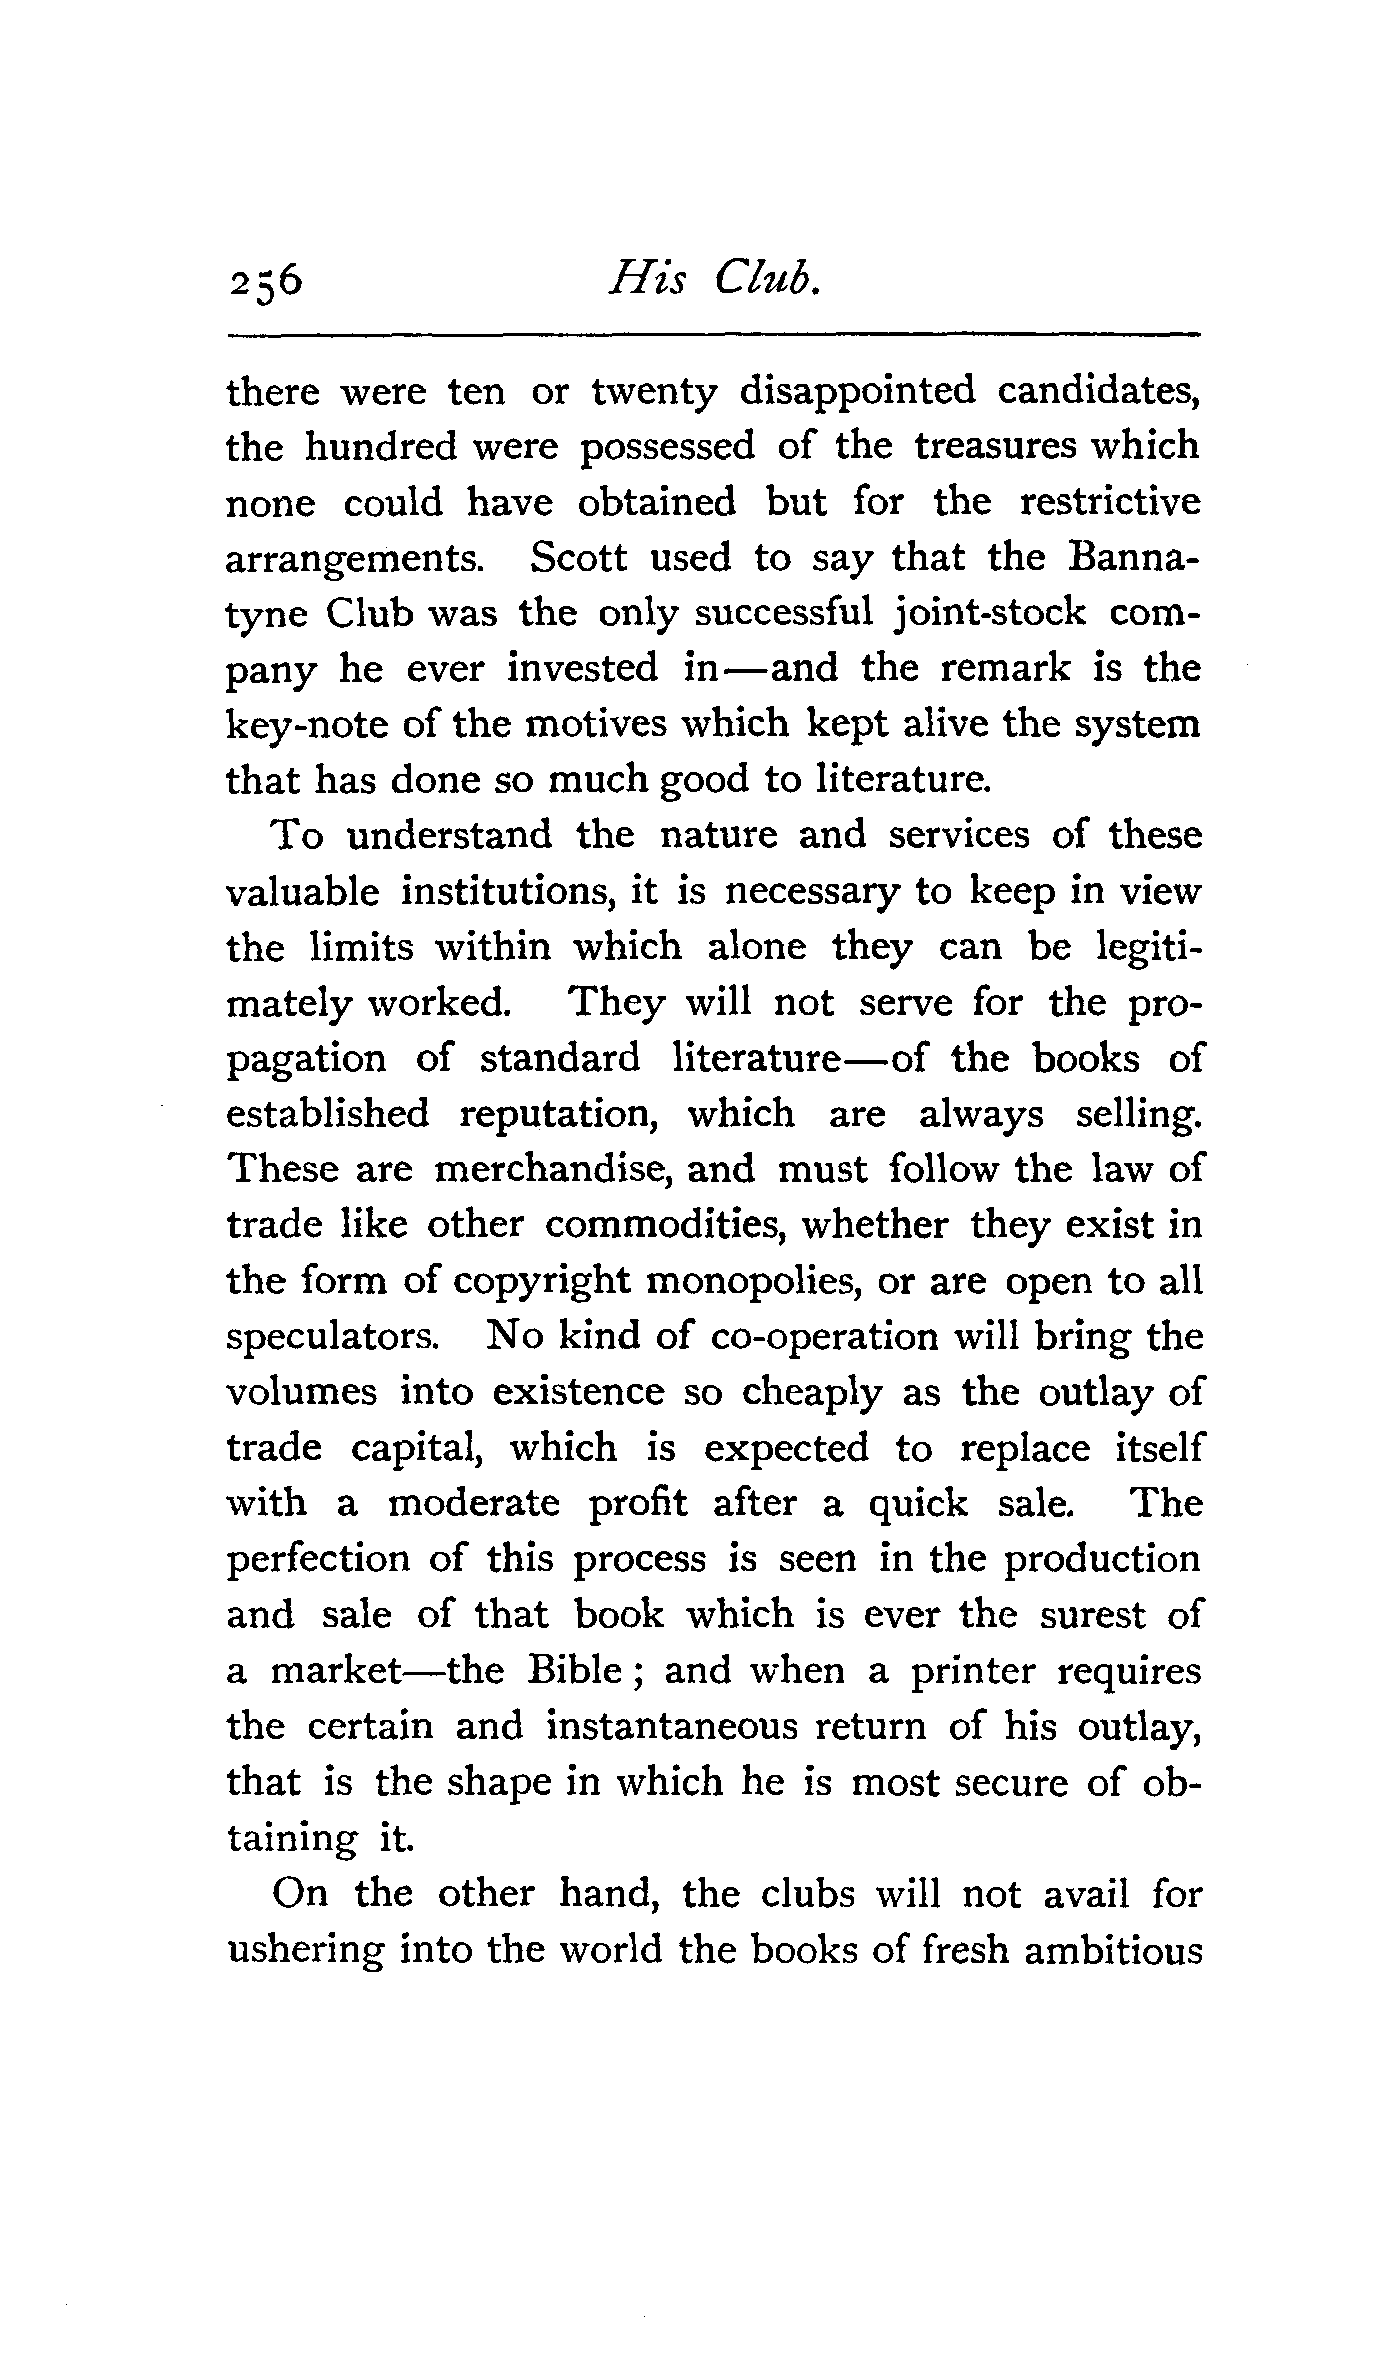 256 His Club.
there were ten or twenty disappointed candidates,
the hundred were possessed of the treasures which
none could have obtained but for the restrictive
arrangements. Scott used to say that the Banna-
tyne Club was the only successful joint-stock com-
pany he ever invested in—and the remark is the
key-note of the motives which kept alive the system
that has done so much good to literature.
To understand the nature and services of these
valuable institutions, it is necessary to keep in view
the limits within which alone they can be legiti-
mately worked. They will not serve for the pro-
pagation of standard literature—of the books of
established reputation, which are always selling.
These are merchandise, and must follow the law of
trade like other commodities, whether they exist in
the form of copyright monopolies, or are open to all
speculators. No kind of co-operation will bring the
volumes into existence so cheaply as the outlay of
trade capital, which is expected to replace itself
with a moderate profit after a quick sale. The
perfection of this process is seen in the production
and sale of that book which is ever the surest of
a market—the Bible ; and when a printer requires
the certain and instantaneous return of his outlay,
that is the shape in which he is most secure of ob-
taining it.
On the other hand, the clubs will not avail for
ushering into the world the books of fresh ambitious